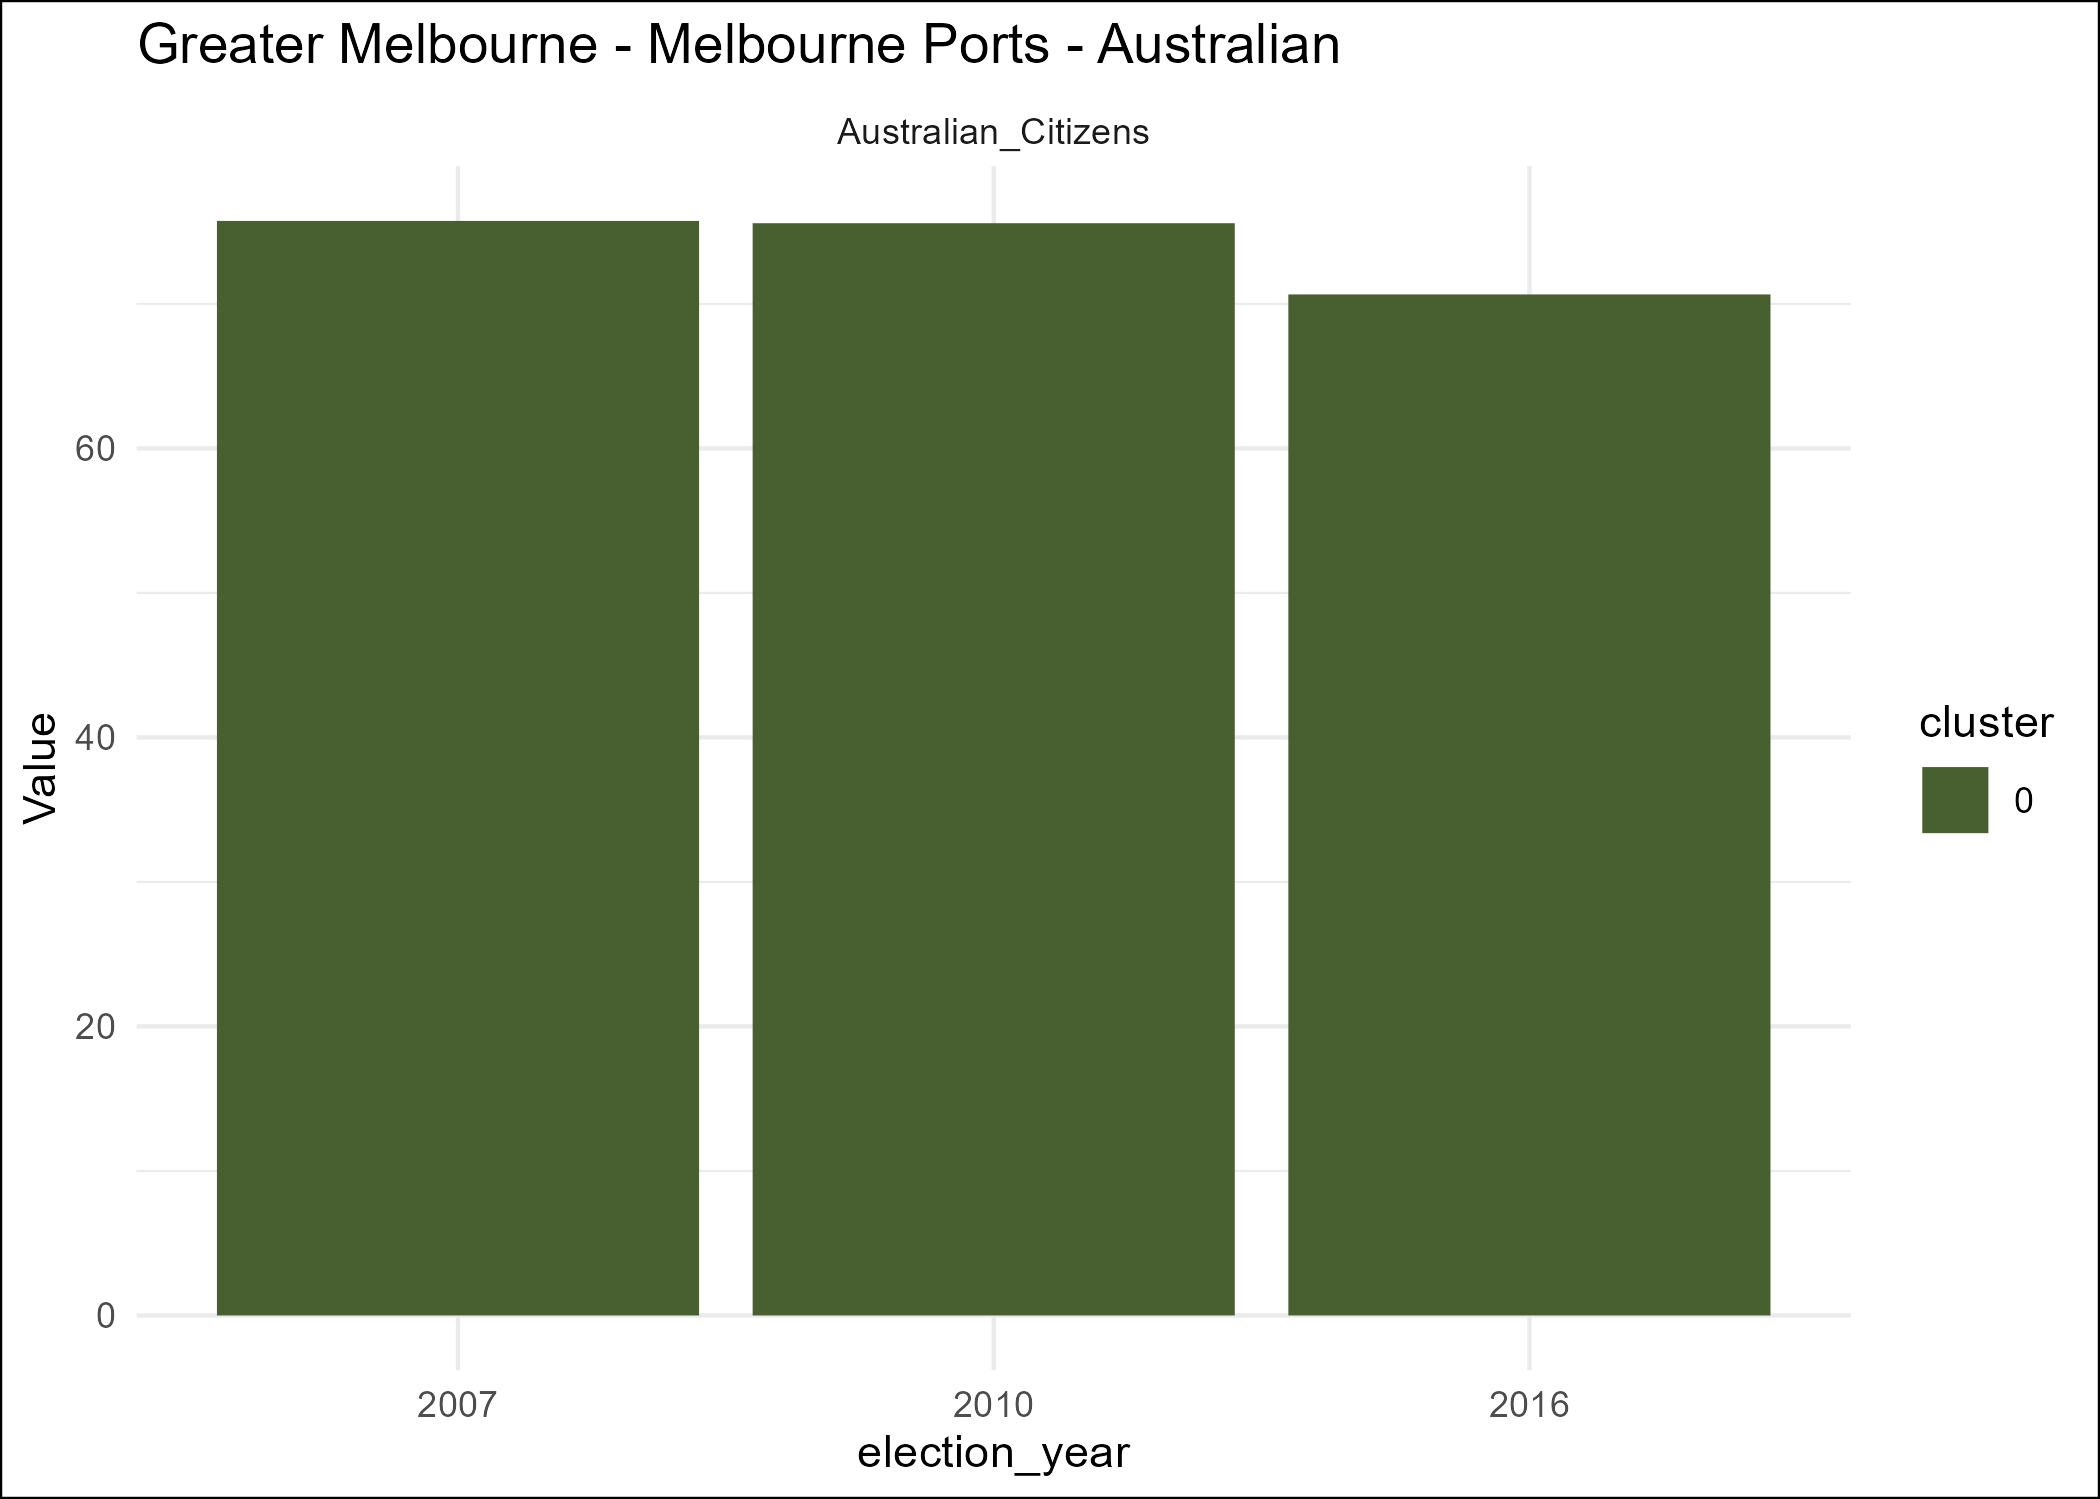 Greater Melbourne - Melbourne Ports - Australian
Australian_Citizens
60
40
20
0
Value
2007 2010 2016
election_year
cluster
0